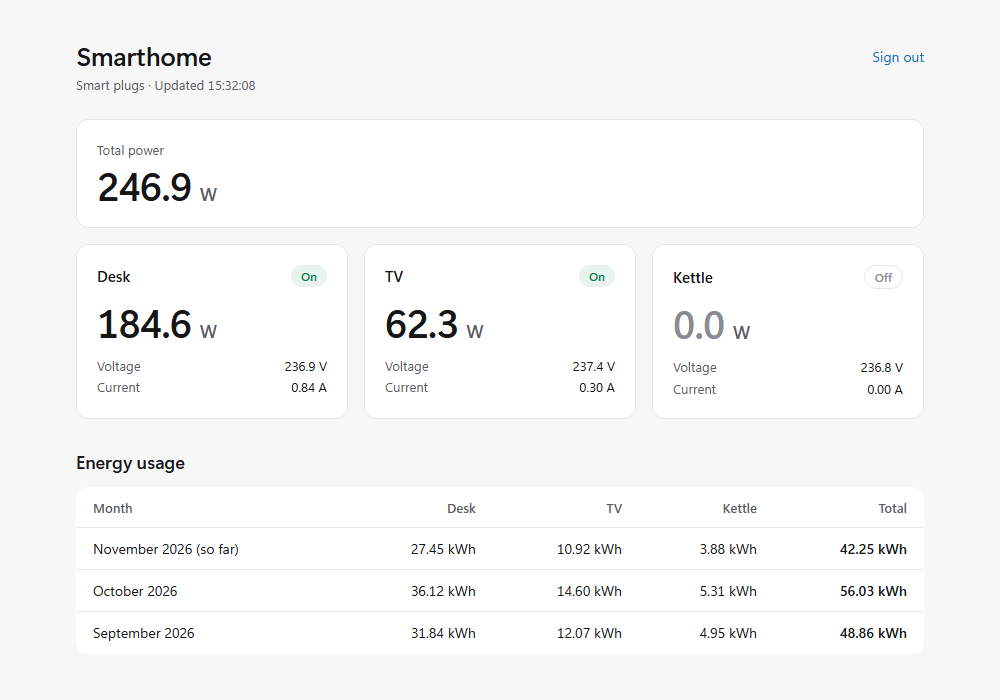 Smarthome
Sign out
Smart plugs · Updated 15:32:08
Total power
246.9 W
Desk On
184.6 W
Voltage 236.9 V
Current 0.84 A
TV On
62.3 W
Voltage 237.4 V
Current 0.30 A
Kettle Off
0.0 W
Voltage 236.8 V
Current 0.00 A
Energy usage
Month Desk TV Kettle Total
November 2026 (so far) 27.45 kWh 10.92 kWh 3.88 kWh 42.25 kWh
October 2026 36.12 kWh 14.60 kWh 5.31 kWh 56.03 kWh
September 2026 31.84 kWh 12.07 kWh 4.95 kWh 48.86 kWh